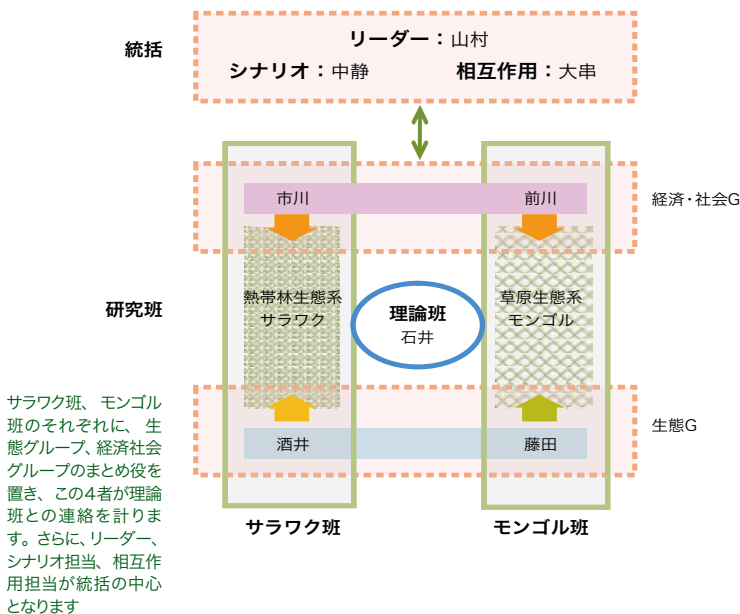 統括
リーダー：山村
シナリオ：中静　相互作用：大串
市川　前川
経済・社会G
熱帯林生態系
サラワク
理論班
石井
草原生態系
モンゴル
研究班
酒井　藤田
生態G
サラワク班　モンゴル班
サラワク班、モンゴル
班のそれぞれに、生
態グループ、経済社会
グループのまとめ役を
置き、この4者が理論
班との連絡を計りま
す。さらに、リーダー、
シナリオ担当、相互作
用担当が統括の中心
となります